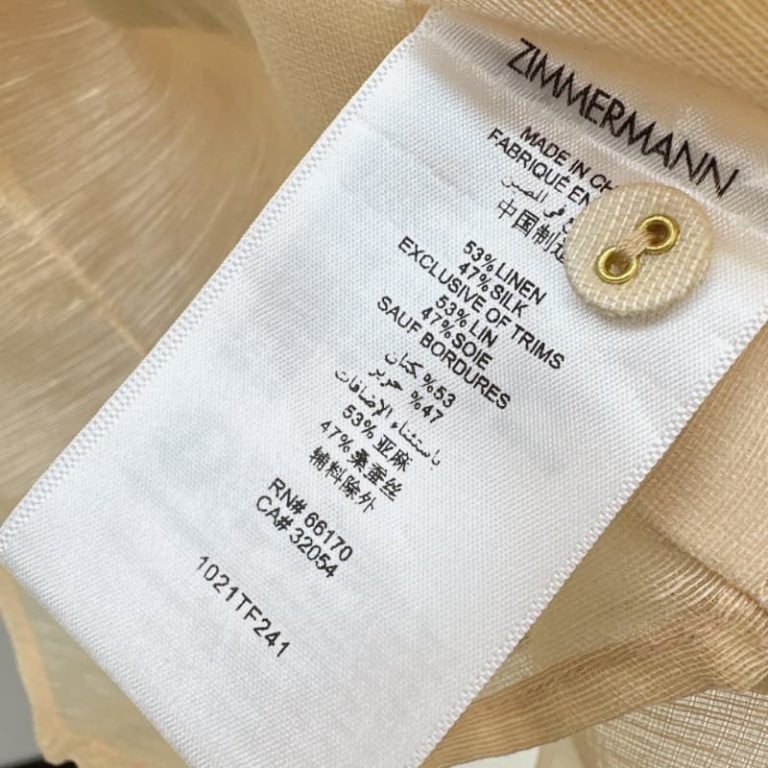 ZIMMERMANN
MADE IN CH
FABRIQUÉ EN
في الصين
中国制造
53% LINEN
47% SILK
EXCLUSIVE OF TRIMS
53% LIN
47% SOIE
SAUF BORDURES
53% كتان
47% حرير
باستثناء الإضافات
53% 亚麻
47% 桑蚕丝
辅料除外
RN# 66170
CA# 32054
1021TF241